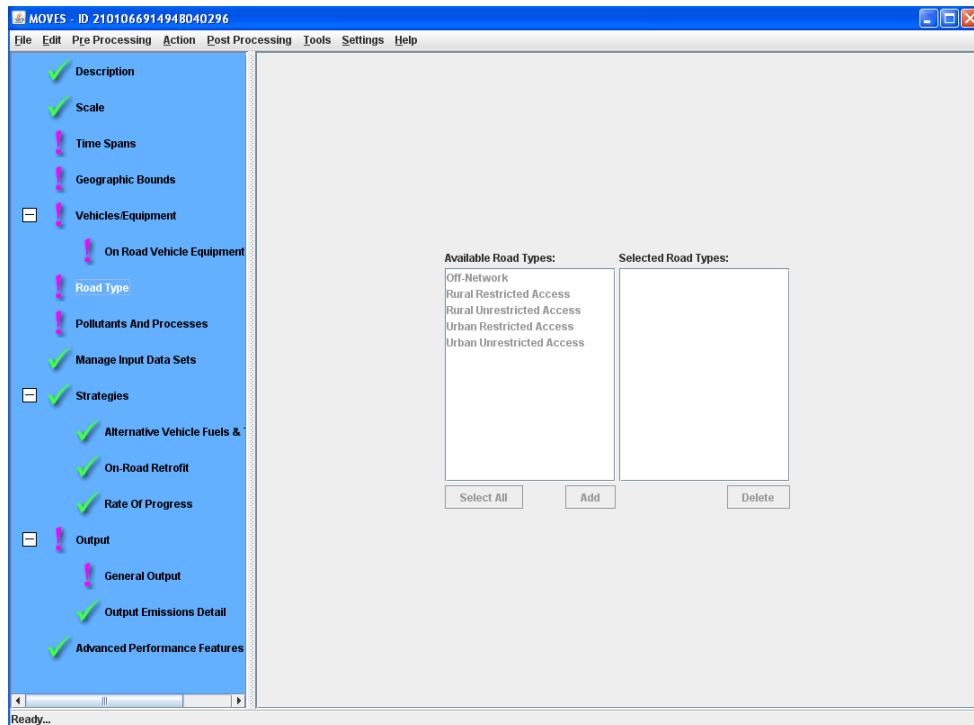 MOVES - ID 2101066914948040296
File Edit Pre Processing Action Post Processing Tools Settings Help
Description
Scale
Time Spans
Geographic Bounds
Vehicles/Equipment
On Road Vehicle Equipment
Road Type
Pollutants And Processes
Manage Input Data Sets
Strategies
Alternative Vehicle Fuels &
On-Road Retrofit
Rate Of Progress
Output
General Output
Output Emissions Detail
Advanced Performance Features
Available Road Types:
Off-Network
Rural Restricted Access
Rural Unrestricted Access
Urban Restricted Access
Urban Unrestricted Access
Select All
Add
Selected Road Types:
Delete
Ready...